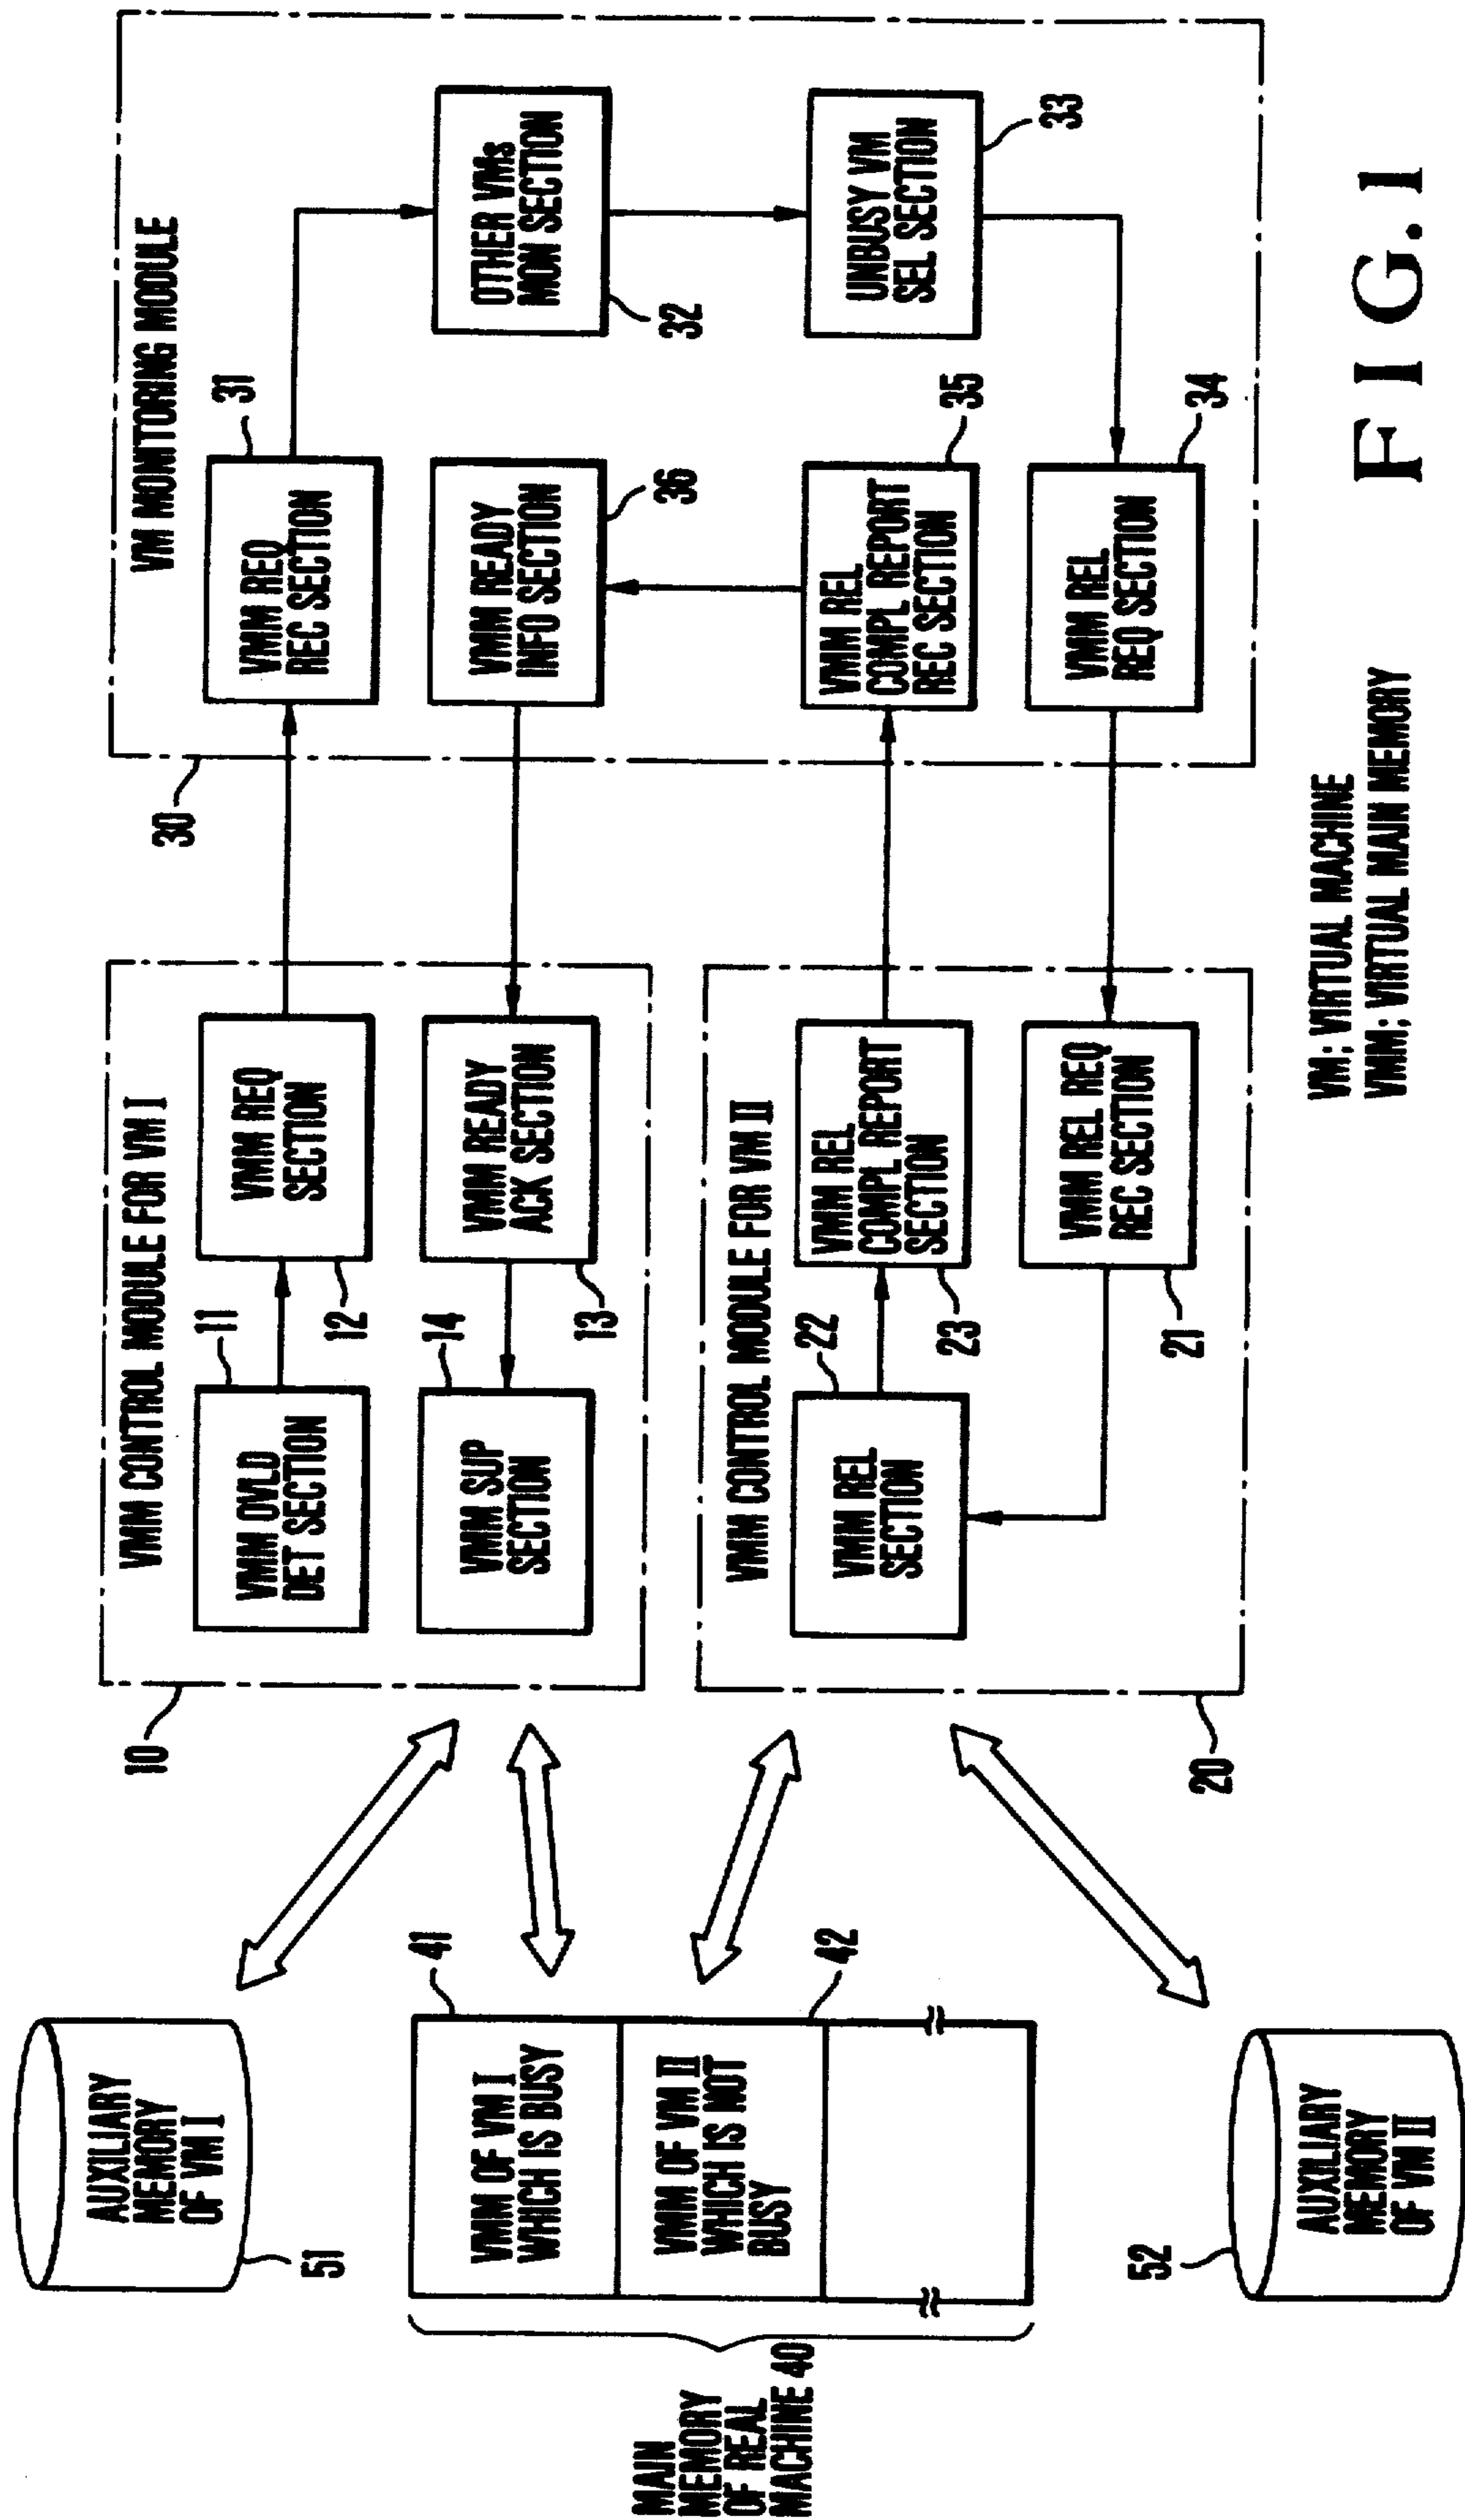 AUXILIARY
MEMORY
OF VM I
51
MAIN
MEMORY
OF REAL
MACHINE 40
VMM OF VM I
WHICH IS BUSY
41
VMM OF VM II
WHICH IS NOT
BUSY
42
AUXILIARY
MEMORY
OF VM II
52
10
VMM CONTROL MODULE FOR VM I
VMM OVLD
DET SECTION
11
VMM REQ
SECTION
12
VMM SUP
SECTION
14
VMM READY
ACK SECTION
13
20
VMM CONTROL MODULE FOR VM II
VMM REL
SECTION
22
VMM REL
COMPL REPORT
SECTION
23
VMM REL REQ
REC SECTION
21
30
VM MONITORING MODULE
VMM REQ
REC SECTION
31
VMM READY
INFO SECTION
36
OTHER VMs
MON SECTION
32
VMM REL
COMPL REPORT
REC SECTION
35
UNBUSY VM
SEL SECTION
33
VMM REL
REQ SECTION
34
VM: VIRTUAL MACHINE
VMM: VIRTUAL MAIN MEMORY
FIG.1